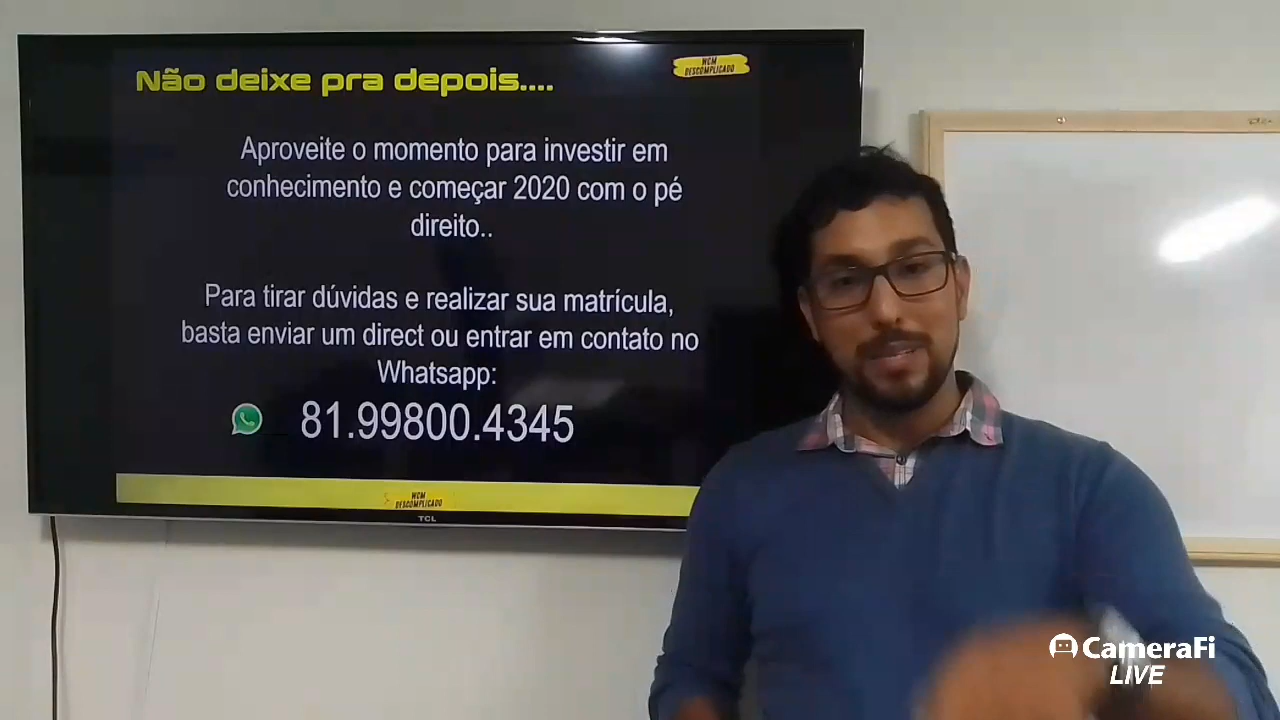 Não deixe pra depois....
WCM
DESCOMPLICADO
Aproveite o momento para investir em
conhecimento e começar 2020 com o pé
direito..
Para tirar dúvidas e realizar sua matrícula,
basta enviar um direct ou entrar em contato no
Whatsapp:
81.99800.4345
WCM
DESCOMPLICADO
TCL
CameraFi
LIVE